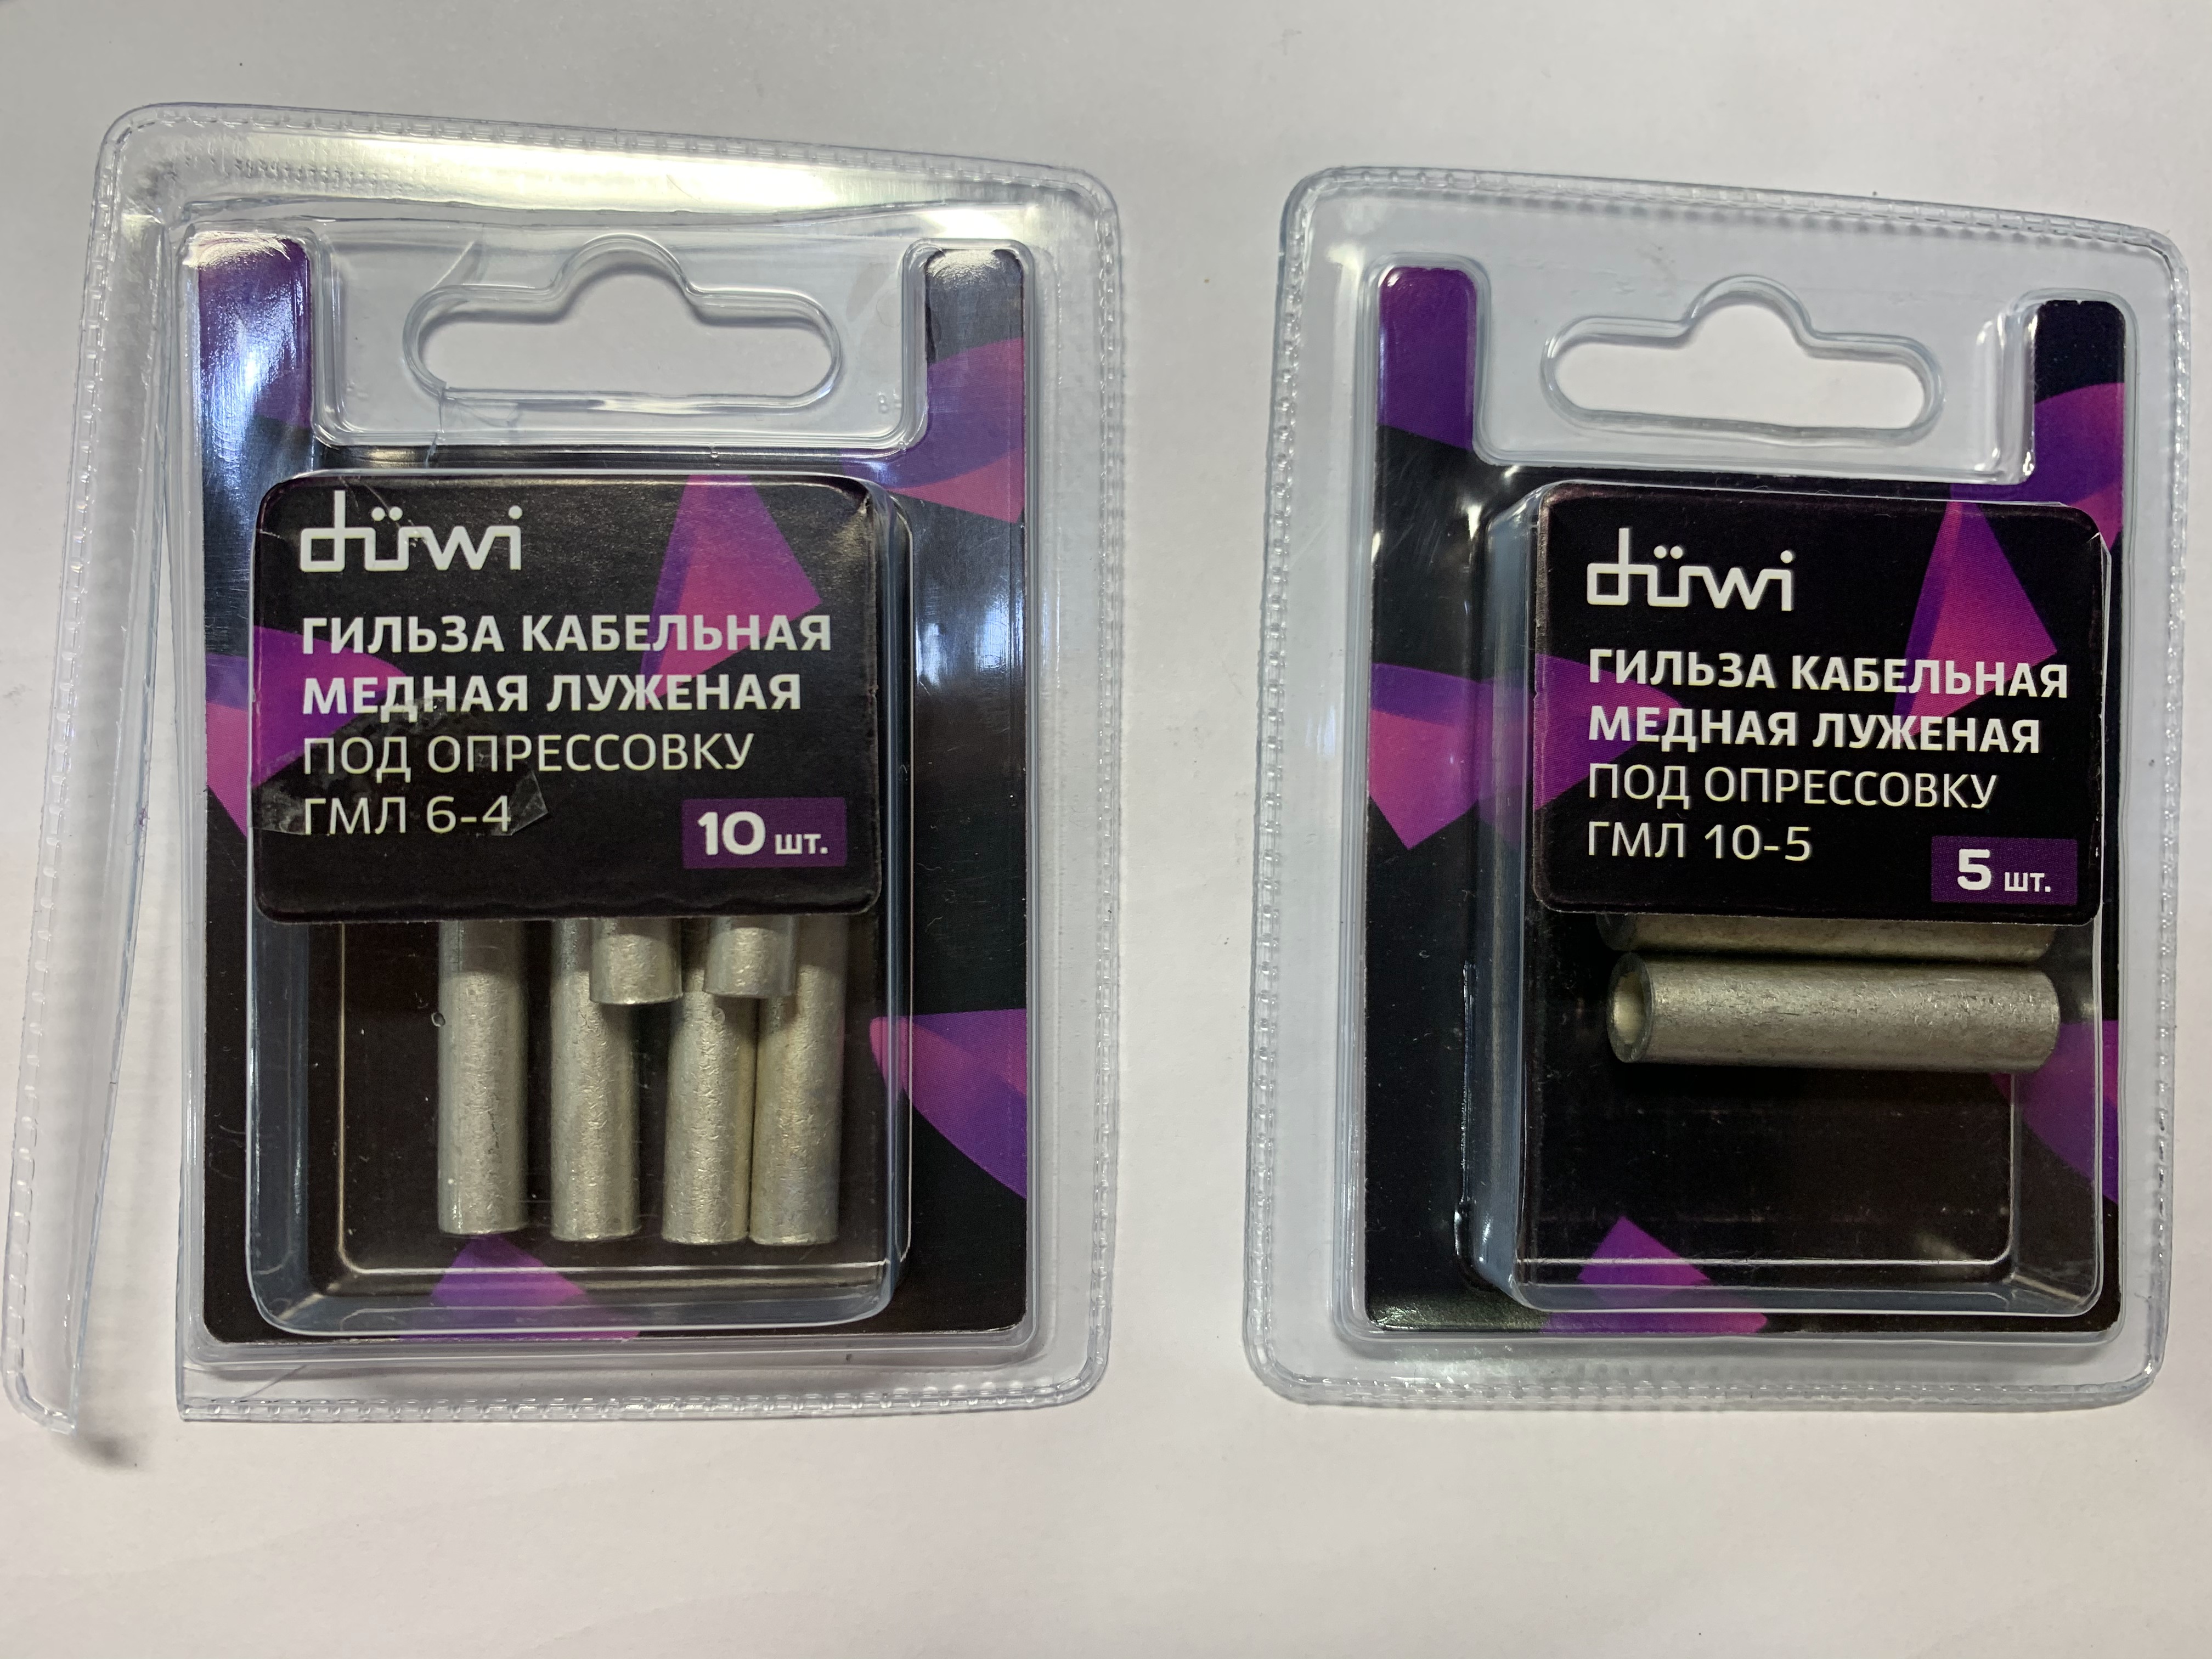 düwi
ГИЛЬЗА КАБЕЛЬНАЯ
МЕДНАЯ ЛУЖЕНАЯ
ПОД ОПРЕССОВКУ
ГМЛ 6-4
10 шт.
düwi
ГИЛЬЗА КАБЕЛЬНАЯ
МЕДНАЯ ЛУЖЕНАЯ
ПОД ОПРЕССОВКУ
ГМЛ 10-5
5 шт.